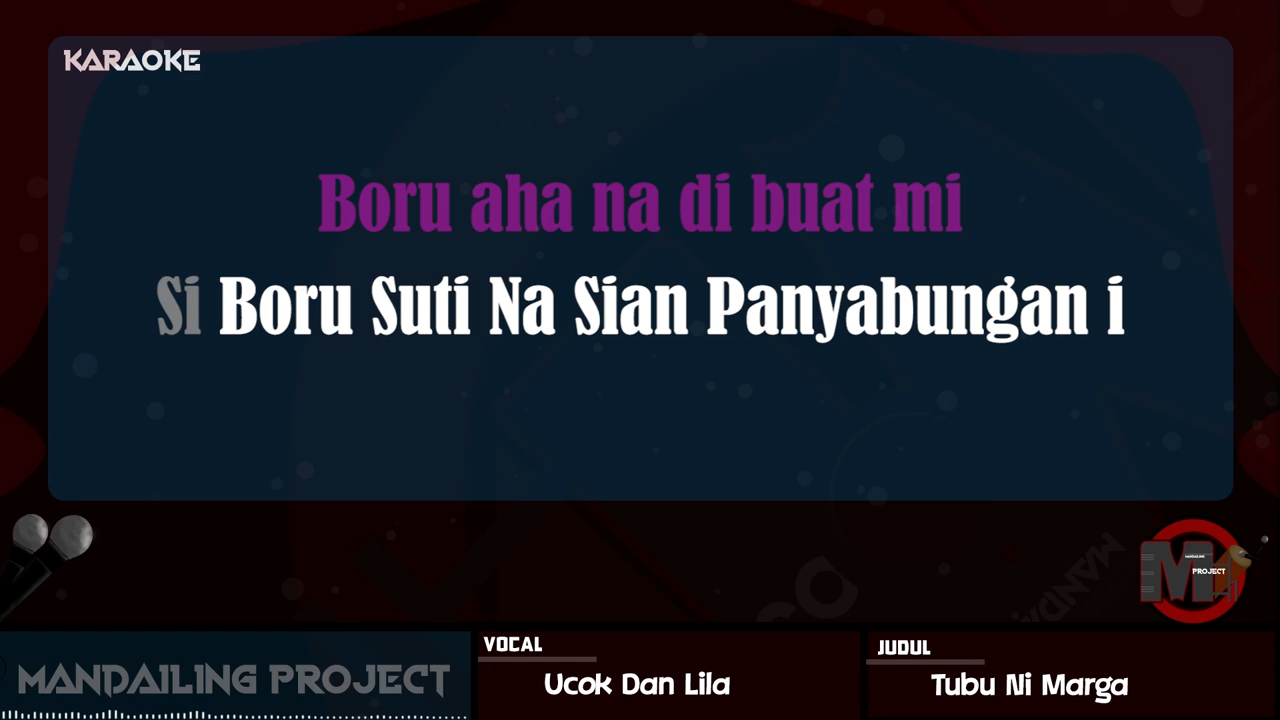 KARAOKE
Boru aha na di buat mi
Si Boru Suti Na Sian Panyabungan i
MANDAILING
PROJECT
MANDAILING PROJECT
VOCAL
Ucok Dan Lila
JUDUL
Tubu Ni Marga